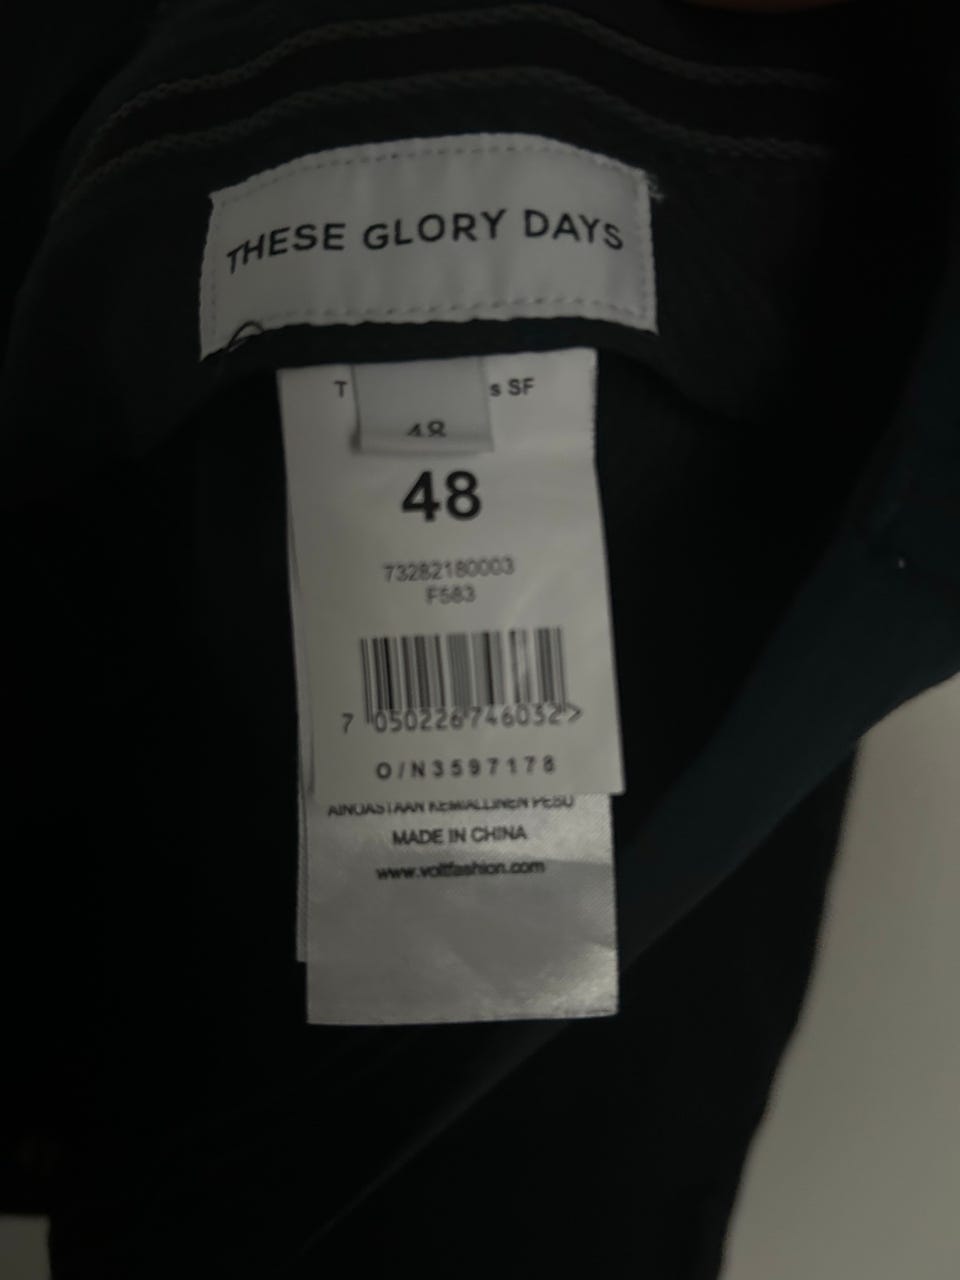 THESE GLORY DAYS
T s SF
48
48
73282180003
F583
7 050226 746032 >
O/N3597178
AINOASTAAN KEMIALLINEN PESU
MADE IN CHINA
www.voltfashion.com